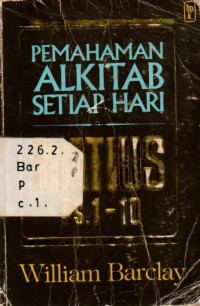 PEMAHAMAN
ALKITAB
SETIAP HARI
226.2.
Bar
p
c.1.
William Barclay